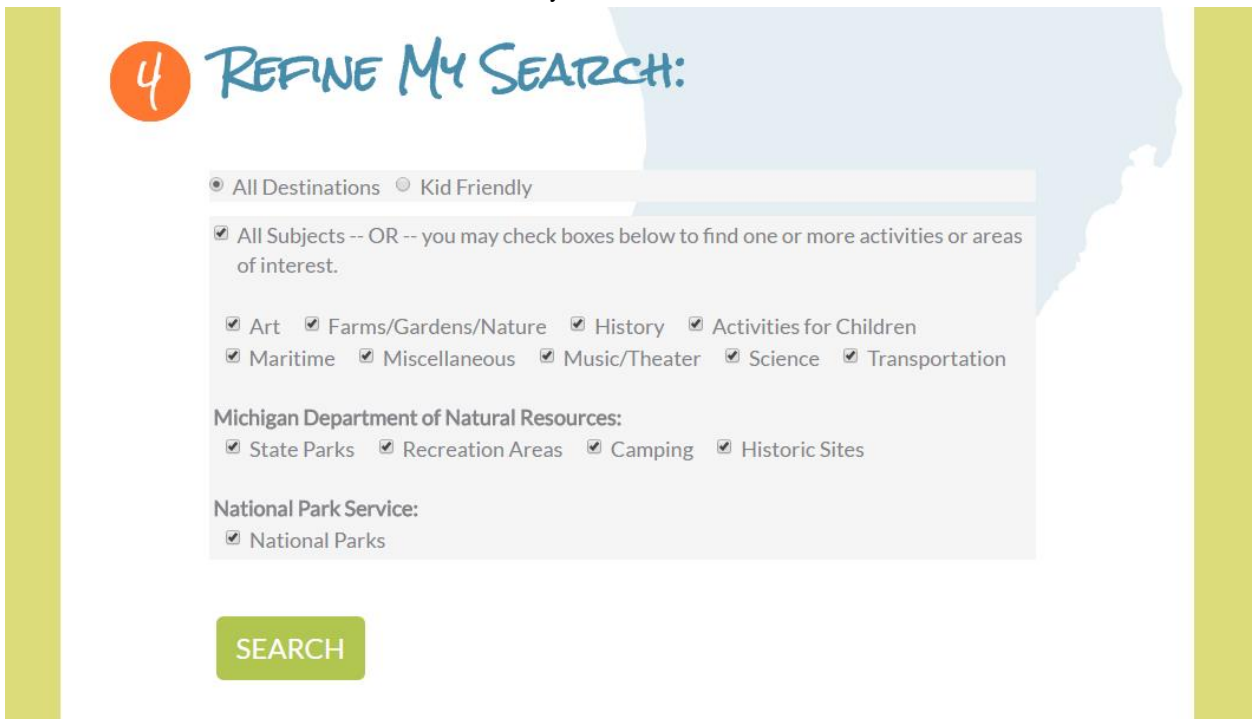 y
4 REFINE MY SEARCH:
All Destinations Kid Friendly
All Subjects -- OR -- you may check boxes below to find one or more activities or areas
of interest.
Art Farms/Gardens/Nature History Activities for Children
Maritime Miscellaneous Music/Theater Science Transportation
Michigan Department of Natural Resources:
State Parks Recreation Areas Camping Historic Sites
National Park Service:
National Parks
SEARCH